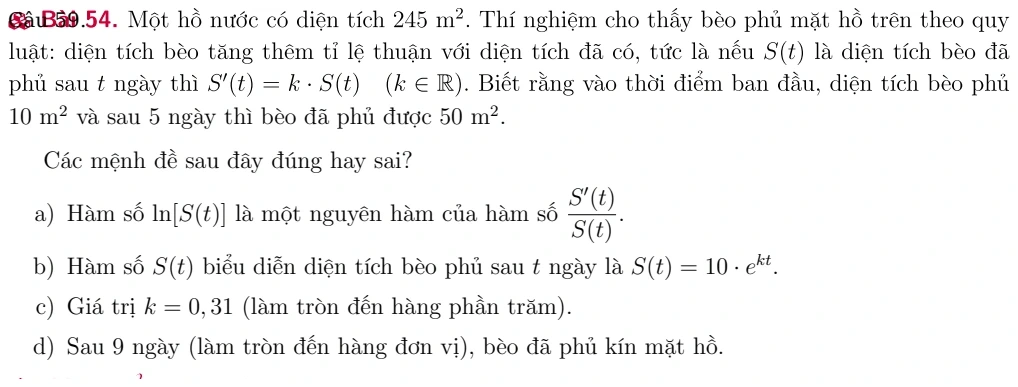 Câu 59. Bài 54. Một hồ nước có diện tích 245 m². Thí nghiệm cho thấy bèo phủ mặt hồ trên theo quy
luật: diện tích bèo tăng thêm tỉ lệ thuận với diện tích đã có, tức là nếu S(t) là diện tích bèo đã
phủ sau t ngày thì S′(t) = k · S(t) (k ∈ ℝ). Biết rằng vào thời điểm ban đầu, diện tích bèo phủ
10 m² và sau 5 ngày thì bèo đã phủ được 50 m².
Các mệnh đề sau đây đúng hay sai?
a) Hàm số ln[S(t)] là một nguyên hàm của hàm số S′(t)/S(t).
b) Hàm số S(t) biểu diễn diện tích bèo phủ sau t ngày là S(t) = 10 · e^{kt}.
c) Giá trị k = 0, 31 (làm tròn đến hàng phần trăm).
d) Sau 9 ngày (làm tròn đến hàng đơn vị), bèo đã phủ kín mặt hồ.